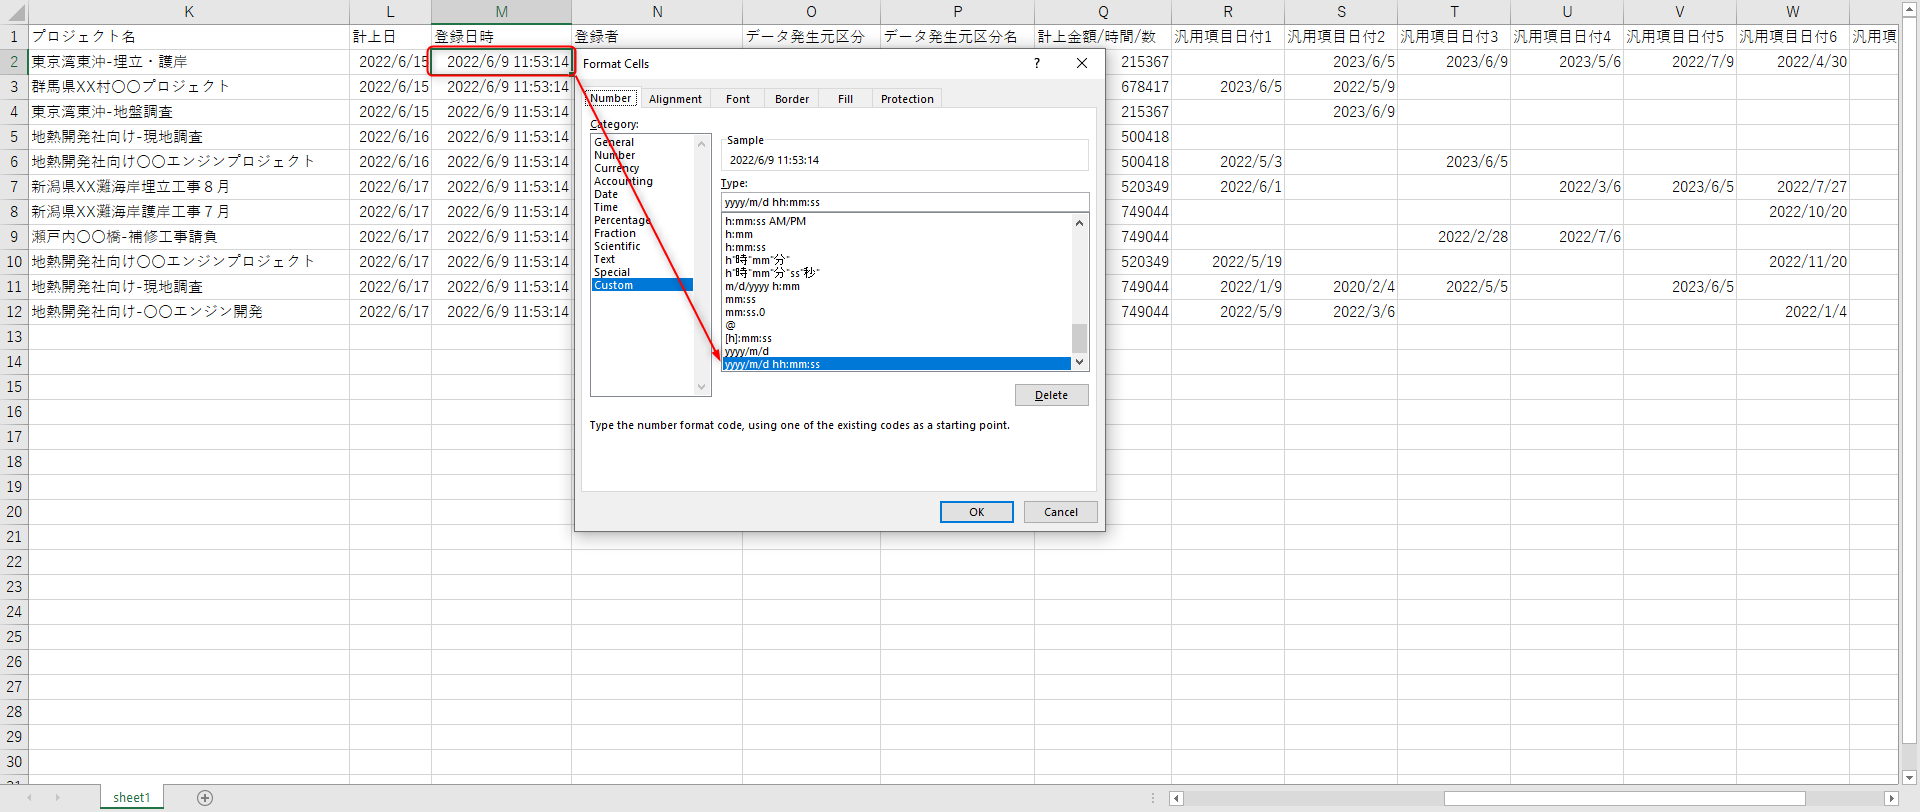 K L M N O P Q R S T U V W
1 プロジェクト名 計上日 登録日時 登録者 データ発生元区分 データ発生元区分名 計上金額/時間/数 汎用項目日付1 汎用項目日付2 汎用項目日付3 汎用項目日付4 汎用項目日付5 汎用項目日付6 汎用項
2 東京湾東沖-埋立・護岸 2022/6/15 2022/6/9 11:53:14 215367 2023/6/5 2023/6/9 2023/5/6 2022/7/9 2022/4/30
3 群馬県XX村〇〇プロジェクト 2022/6/15 2022/6/9 11:53:14 678417 2023/6/5 2022/5/9
4 東京湾東沖-地盤調査 2022/6/15 2022/6/9 11:53:14 215367 2023/6/9
5 地熱開発社向け-現地調査 2022/6/16 2022/6/9 11:53:14 500418
6 地熱開発社向け〇〇エンジンプロジェクト 2022/6/16 2022/6/9 11:53:14 500418 2022/5/3 2023/6/5
7 新潟県XX灘海岸埋立工事８月 2022/6/17 2022/6/9 11:53:14 520349 2022/6/1 2022/3/6 2023/6/5 2022/7/27
8 新潟県XX灘海岸護岸工事７月 2022/6/17 2022/6/9 11:53:14 749044 2022/10/20
9 瀬戸内〇〇橋-補修工事請負 2022/6/17 2022/6/9 11:53:14 749044 2022/2/28 2022/7/6
10 地熱開発社向け〇〇エンジンプロジェクト 2022/6/17 2022/6/9 11:53:14 520349 2022/5/19 2022/11/20
11 地熱開発社向け-現地調査 2022/6/17 2022/6/9 11:53:14 749044 2022/1/9 2020/2/4 2022/5/5 2023/6/5
12 地熱開発社向け-〇〇エンジン開発 2022/6/17 2022/6/9 11:53:14 749044 2022/5/9 2022/3/6 2022/1/4
13
14
15
16
17
18
19
20
21
22
23
24
25
26
27
28
29
30
Format Cells ?
Number Alignment Font Border Fill Protection
Category:
General
Number
Currency
Accounting
Date
Time
Percentage
Fraction
Scientific
Text
Special
Custom
Sample
2022/6/9 11:53:14
Type:
yyyy/m/d hh:mm:ss
h:mm:ss AM/PM
h:mm
h:mm:ss
h"時"mm"分"
h"時"mm"分"ss"秒"
m/d/yyyy h:mm
mm:ss
mm:ss.0
@
[h]:mm:ss
yyyy/m/d
yyyy/m/d hh:mm:ss
Delete
Type the number format code, using one of the existing codes as a starting point.
OK Cancel
sheet1